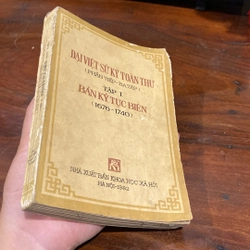 ĐẠI VIỆT SỬ KÝ TOÀN THƯ
TẬP I
BẢN KỶ TỤC BIÊN
(1676-1740)
NHÀ XUẤT BẢN KHOA HỌC XÃ HỘI
HÀ NỘI-1982